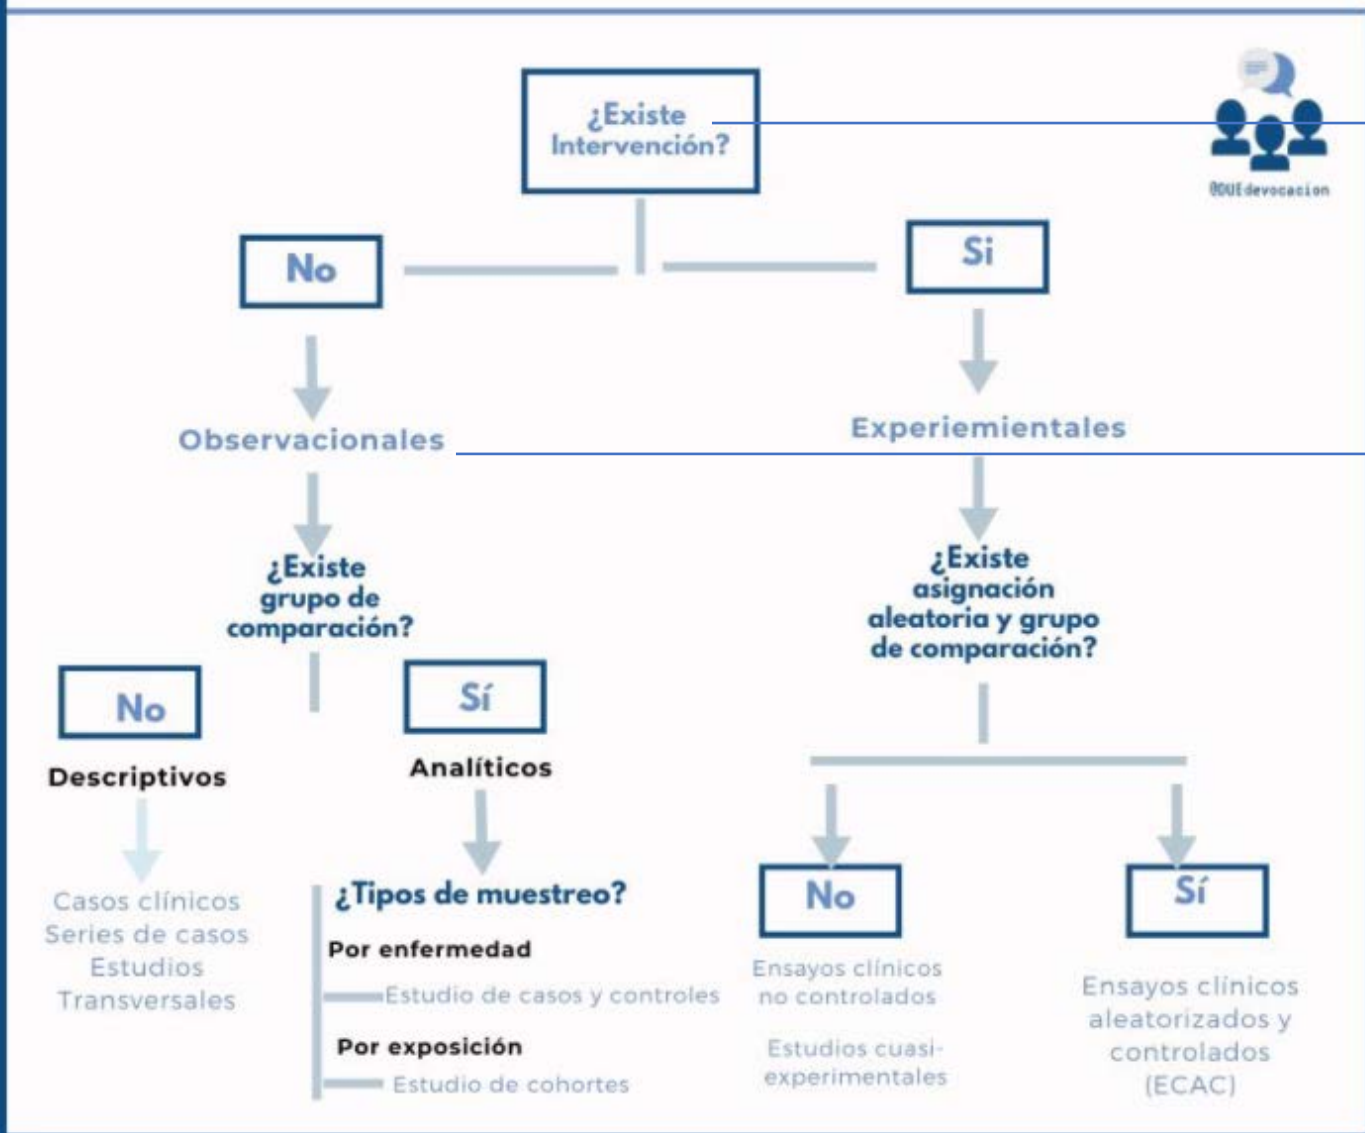 ¿Existe
Intervención?
@DUEdevocacion
No
Si
Observacionales
Experiemientales
¿Existe
grupo de
comparación?
¿Existe
asignación
aleatoria y grupo
de comparación?
No
Sí
Descriptivos
Analíticos
Casos clínicos
Series de casos
Estudios
Transversales
¿Tipos de muestreo?
Por enfermedad
Estudio de casos y controles
Por exposición
Estudio de cohortes
No
Ensayos clínicos
no controlados
Estudios cuasi-
experimentales
Sí
Ensayos clínicos
aleatorizados y
controlados
(ECAC)